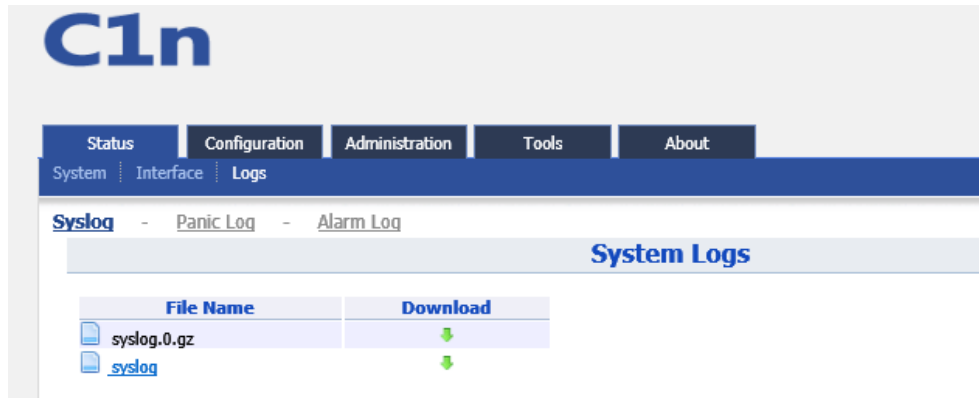 C1n
Status Configuration Administration Tools About
System Interface Logs
Syslog - Panic Log - Alarm Log
System Logs
File Name Download
syslog.0.gz
syslog